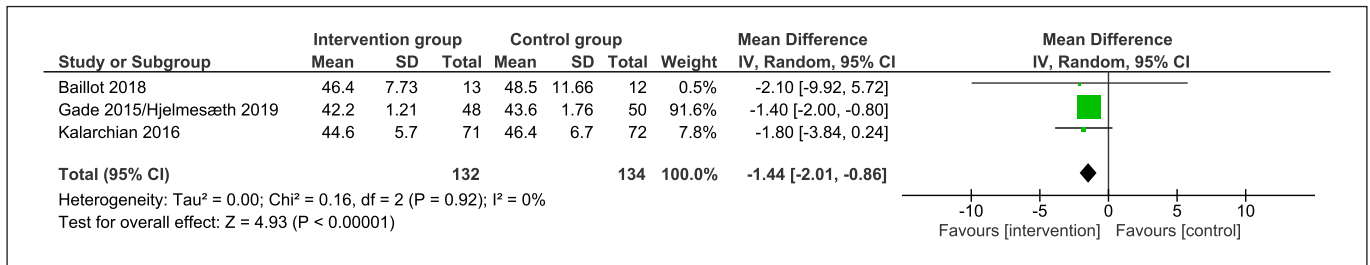 Intervention group Control group Mean Difference Mean Difference
Study or Subgroup Mean SD Total Mean SD Total Weight IV, Random, 95% CI IV, Random, 95% CI
Baillot 2018 46.4 7.73 13 48.5 11.66 12 0.5% -2.10 [-9.92, 5.72]
Gade 2015/Hjelmesæth 2019 42.2 1.21 48 43.6 1.76 50 91.6% -1.40 [-2.00, -0.80]
Kalarchian 2016 44.6 5.7 71 46.4 6.7 72 7.8% -1.80 [-3.84, 0.24]
Total (95% CI) 132 134 100.0% -1.44 [-2.01, -0.86]
Heterogeneity: Tau² = 0.00; Chi² = 0.16, df = 2 (P = 0.92); I² = 0%
Test for overall effect: Z = 4.93 (P < 0.00001)
-10 -5 0 5 10
Favours [intervention] Favours [control]